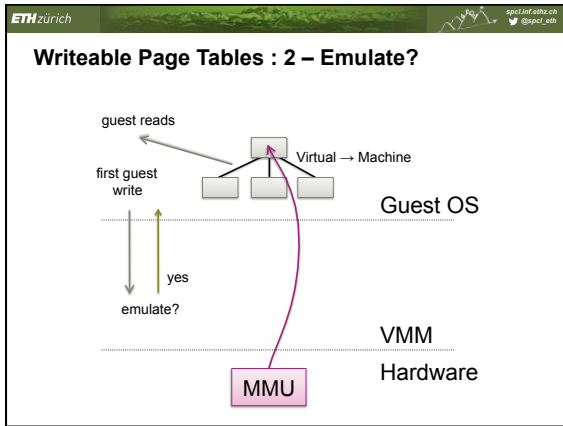 ETH zürich
spcl.inf.ethz.ch
@spcl_eth
Writeable Page Tables : 2 – Emulate?
guest reads
Virtual → Machine
first guest
write
Guest OS
yes
emulate?
VMM
Hardware
MMU